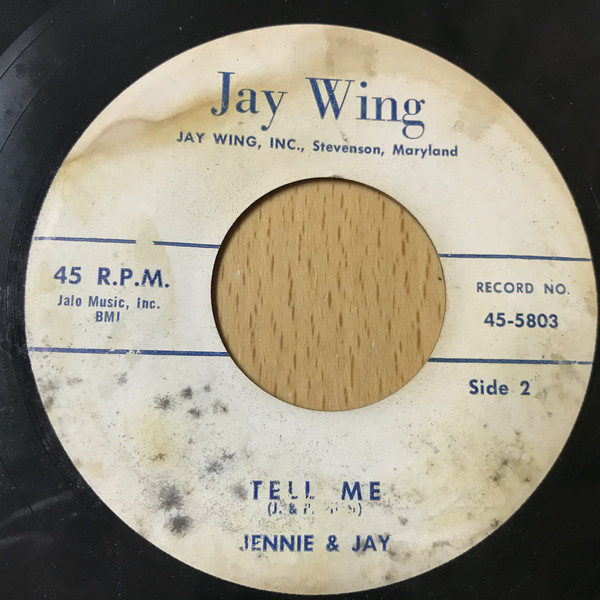 Jay Wing
JAY WING, INC., Stevenson, Maryland
45 R.P.M.
Jalo Music, Inc.
BMI
RECORD NO.
45-5803
Side 2
TELL ME
(J. &
JENNIE & JAY